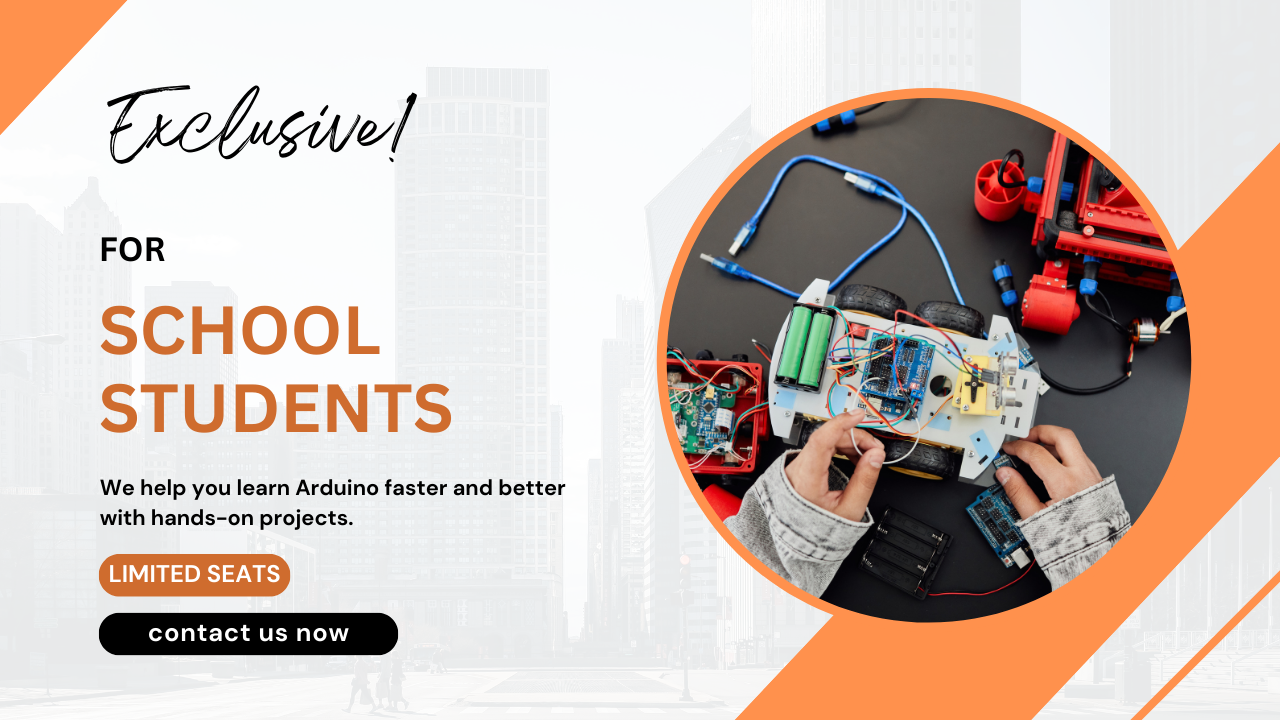 Exclusive!
FOR
SCHOOL
STUDENTS
We help you learn Arduino faster and better
with hands-on projects.
LIMITED SEATS
contact us now